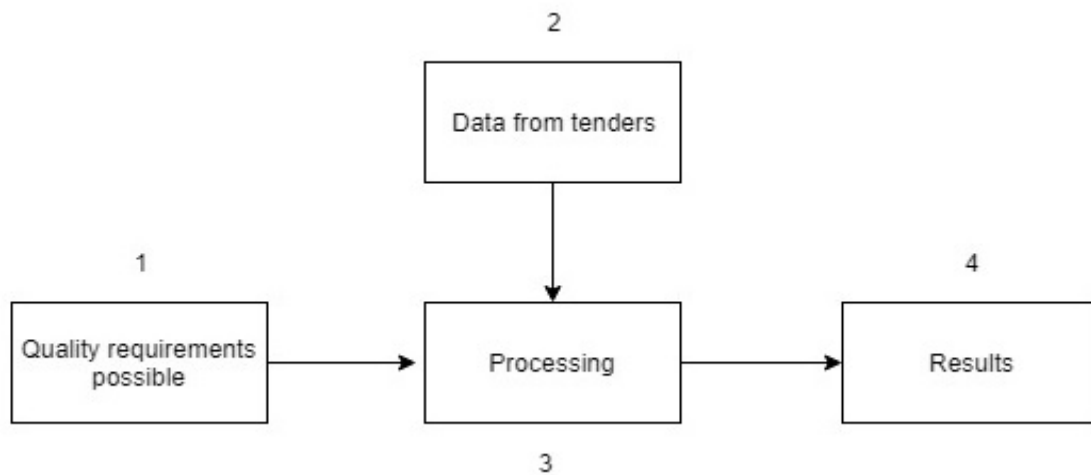 2
Data from tenders
1
4
Quality requirements
possible
Processing
Results
3